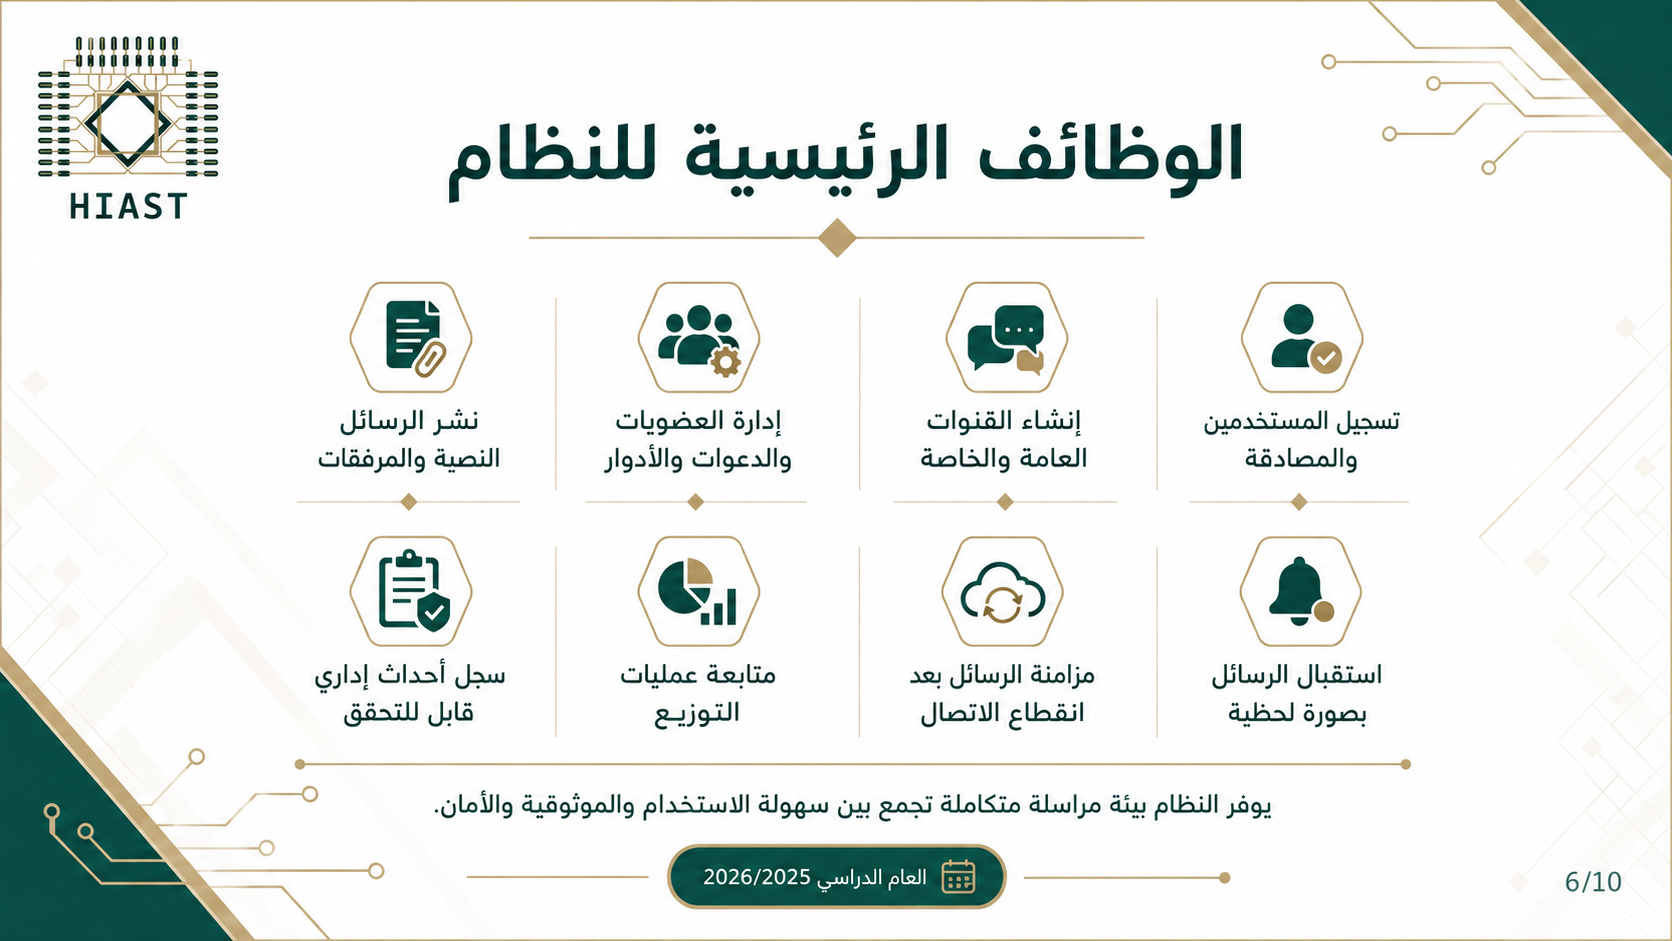 HIAST
الوظائف الرئيسية للنظام
تسجيل المستخدمين
والمصادقة
إنشاء القنوات
العامة والخاصة
إدارة العضويات
والدعوات والأدوار
نشر الرسائل
النصية والمرفقات
استقبال الرسائل
بصورة لحظية
مزامنة الرسائل بعد
انقطاع الاتصال
متابعة عمليات
التوزيع
سجل أحداث إداري
قابل للتحقق
يوفر النظام بيئة مراسلة متكاملة تجمع بين سهولة الاستخدام والموثوقية والأمان.
العام الدراسي 2026/2025
6/10